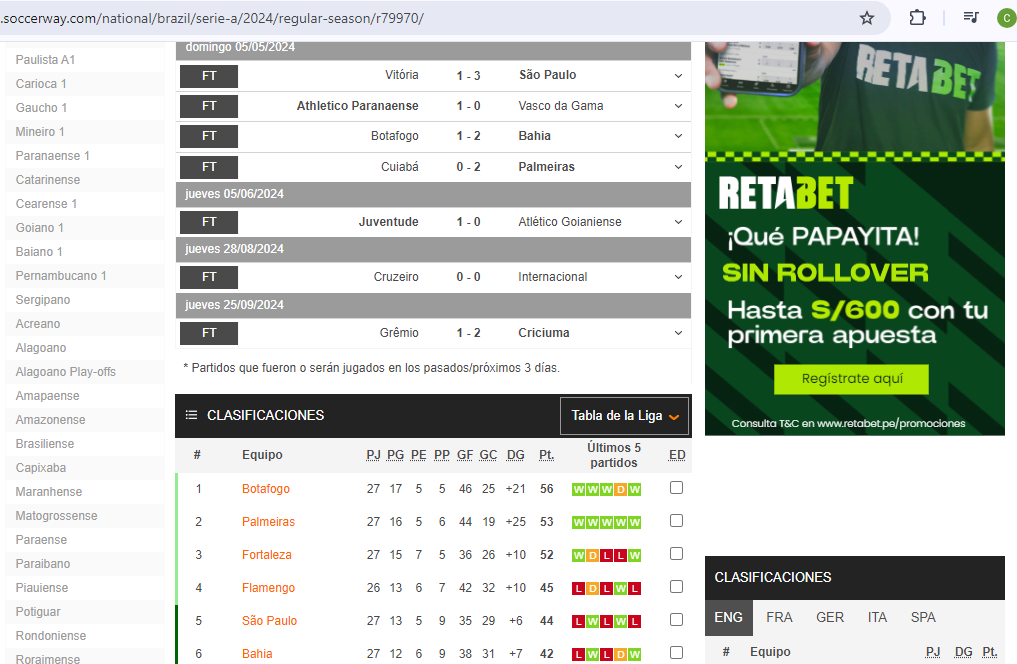 .soccerway.com/national/brazil/serie-a/2024/regular-season/r79970/
C
Paulista A1
Carioca 1
Gaucho 1
Mineiro 1
Paranaense 1
Catarinense
Cearense 1
Goiano 1
Baiano 1
Pernambucano 1
Sergipano
Acreano
Alagoano
Alagoano Play-offs
Amapaense
Amazonense
Brasiliense
Capixaba
Maranhense
Matogrossense
Paraense
Paraibano
Piauiense
Potiguar
Rondoniense
Roraimense
domingo 05/05/2024
FT Vitória 1 - 3 São Paulo
FT Athletico Paranaense 1 - 0 Vasco da Gama
FT Botafogo 1 - 2 Bahia
FT Cuiabá 0 - 2 Palmeiras
jueves 05/06/2024
FT Juventude 1 - 0 Atlético Goianiense
jueves 28/08/2024
FT Cruzeiro 0 - 0 Internacional
jueves 25/09/2024
FT Grêmio 1 - 2 Criciuma
* Partidos que fueron o serán jugados en los pasados/próximos 3 días.
CLASIFICACIONES Tabla de la Liga
# Equipo PJ PG PE PP GF GC DG Pt. Últimos 5 partidos ED
1 Botafogo 27 17 5 5 46 25 +21 56 W W W D W
2 Palmeiras 27 16 5 6 44 19 +25 53 W W W W W
3 Fortaleza 27 15 7 5 36 26 +10 52 W D L L W
4 Flamengo 26 13 6 7 42 32 +10 45 L D L W L
5 São Paulo 27 13 5 9 35 29 +6 44 L W L W L
6 Bahia 27 12 6 9 38 31 +7 42 L W L D W
RETABET
RETABET
¡Qué PAPAYITA!
SIN ROLLOVER
Hasta S/600 con tu
primera apuesta
Regístrate aquí
Consulta T&C en www.retabet.pe/promociones
CLASIFICACIONES
ENG FRA GER ITA SPA
# Equipo PJ DG Pt.